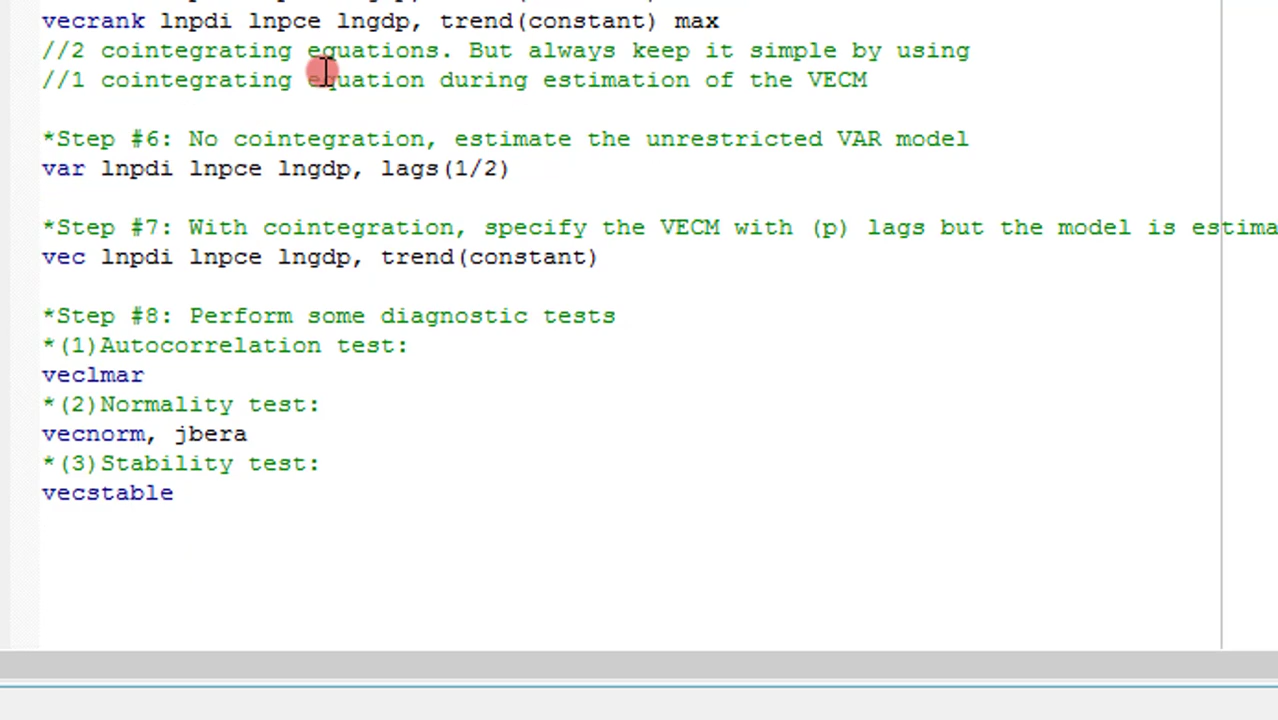 vecrank lnpdi lnpce lngdp, trend(constant) max
//2 cointegrating equations. But always keep it simple by using
//1 cointegrating equation during estimation of the VECM
*Step #6: No cointegration, estimate the unrestricted VAR model
var lnpdi lnpce lngdp, lags(1/2)
*Step #7: With cointegration, specify the VECM with (p) lags but the model is estima
vec lnpdi lnpce lngdp, trend(constant)
*Step #8: Perform some diagnostic tests
*(1)Autocorrelation test:
veclmar
*(2)Normality test:
vecnorm, jbera
*(3)Stability test:
vecstable